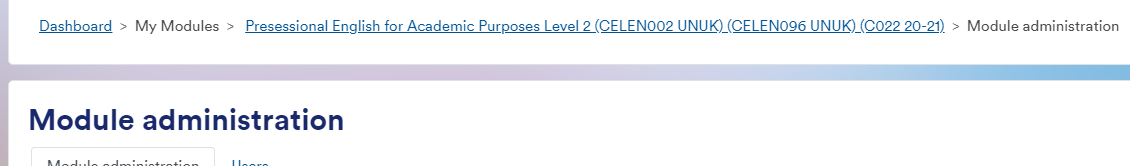 Dashboard > My Modules > Presessional English for Academic Purposes Level 2 (CELEN002 UNUK) (CELEN096 UNUK) (C022 20-21) > Module administration
Module administration
Module administration Users